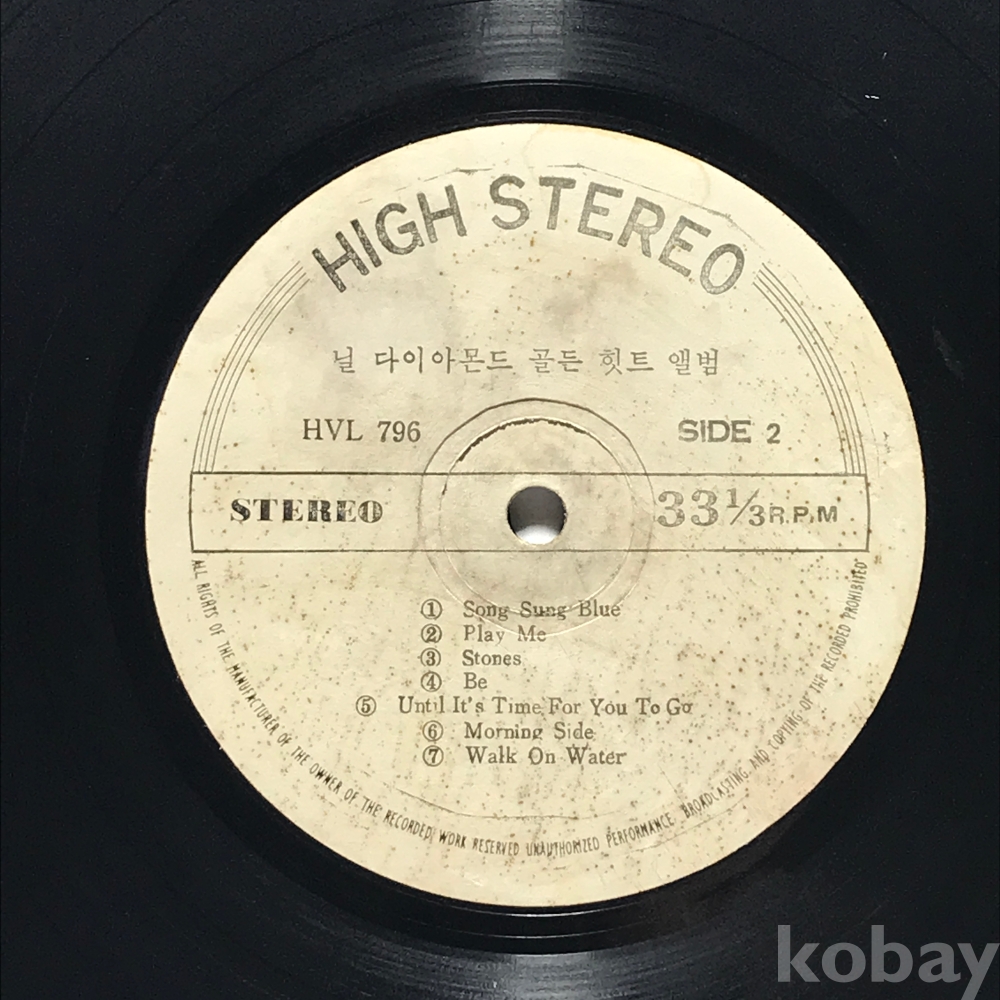 HIGH STEREO
닐 다이아몬드 골든 힛트 앨범
HVL 796 SIDE 2
STEREO 33⅓ R.P.M
① Song Sung Blue
② Play Me
③ Stones
④ Be
⑤ Until It's Time For You To Go
⑥ Morning Side
⑦ Walk On Water
ALL RIGHTS OF THE MANUFACTURER OF THE OWNER OF THE RECORDED WORK RESERVED UNAUTHORIZED PERFORMANCE BROADCASTING AND COPYING OF THE RECORDED PROHIBITED
kobay